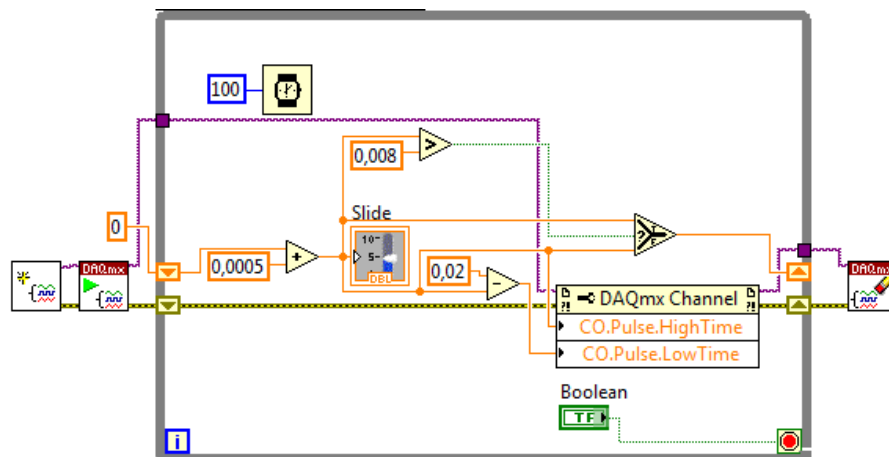 100
0,008
>
Slide
10-
5-
DBL
0
0,0005
+
0,02
-
?
T
F
DAQmx
DAQmx
DAQmx Channel
?!
?!
CO.Pulse.HighTime
CO.Pulse.LowTime
Boolean
TF
i